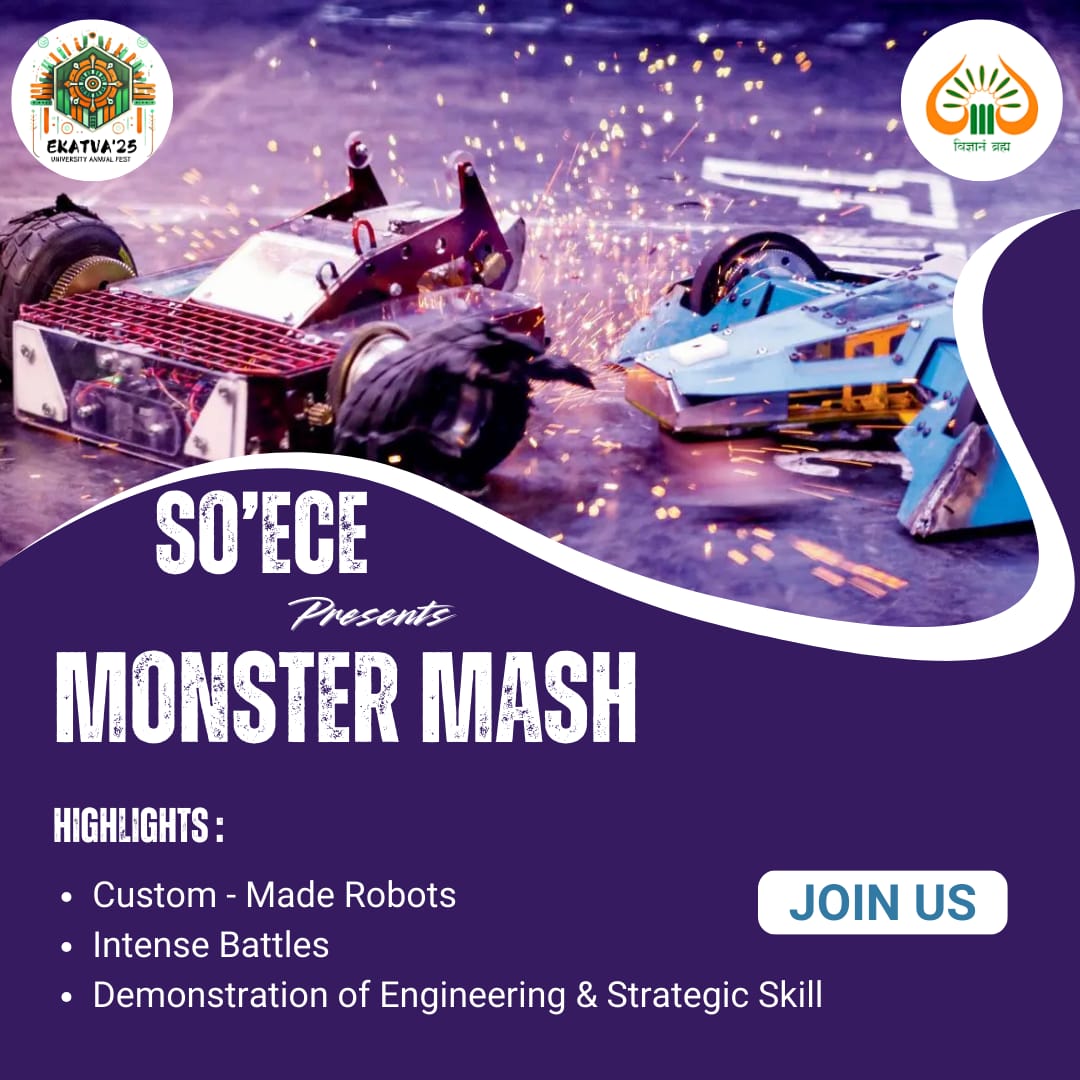 EKATVA'25
UNIVERSITY ANNUAL FEST
विज्ञानं ब्रह्म
SO'ECE
Presents
MONSTER MASH
HIGHLIGHTS :
• Custom - Made Robots
• Intense Battles
• Demonstration of Engineering & Strategic Skill
JOIN US